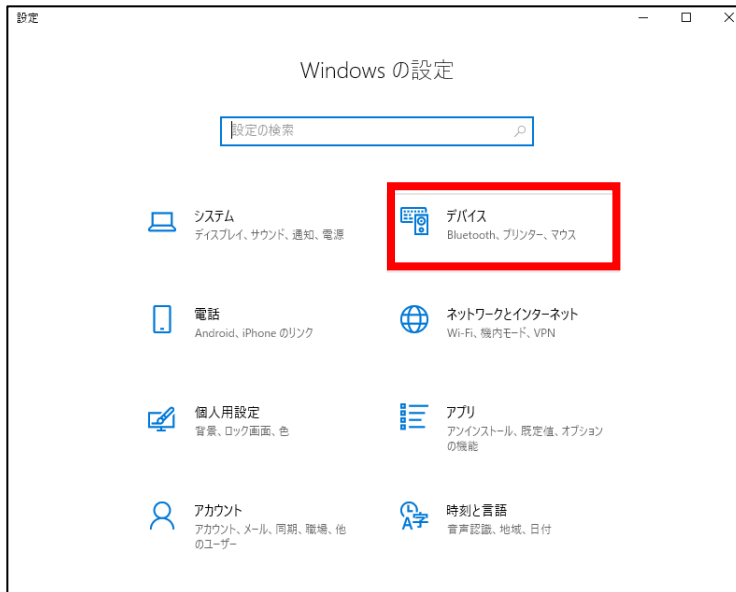 設定
Windows の設定
設定の検索
システム
ディスプレイ、サウンド、通知、電源
デバイス
Bluetooth、プリンター、マウス
電話
Android、iPhone のリンク
ネットワークとインターネット
Wi-Fi、機内モード、VPN
個人用設定
背景、ロック画面、色
アプリ
アンインストール、既定値、オプション
の機能
アカウント
アカウント、メール、同期、職場、他
のユーザー
時刻と言語
音声認識、地域、日付